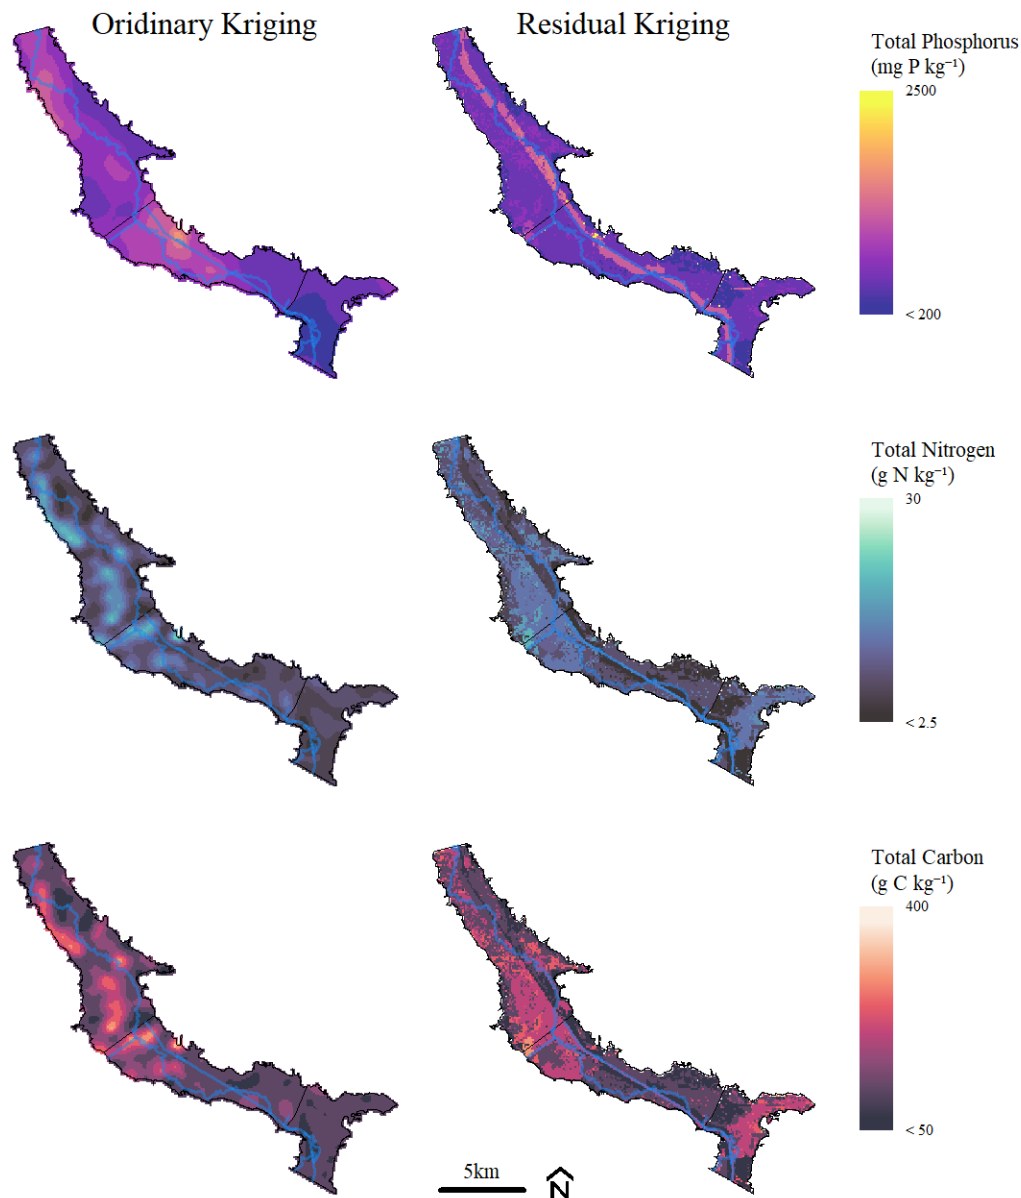 Oridinary Kriging
Residual Kriging
Total Phosphorus
(mg P kg⁻¹)
2500
< 200
Total Nitrogen
(g N kg⁻¹)
30
< 2.5
Total Carbon
(g C kg⁻¹)
400
< 50
5km
N